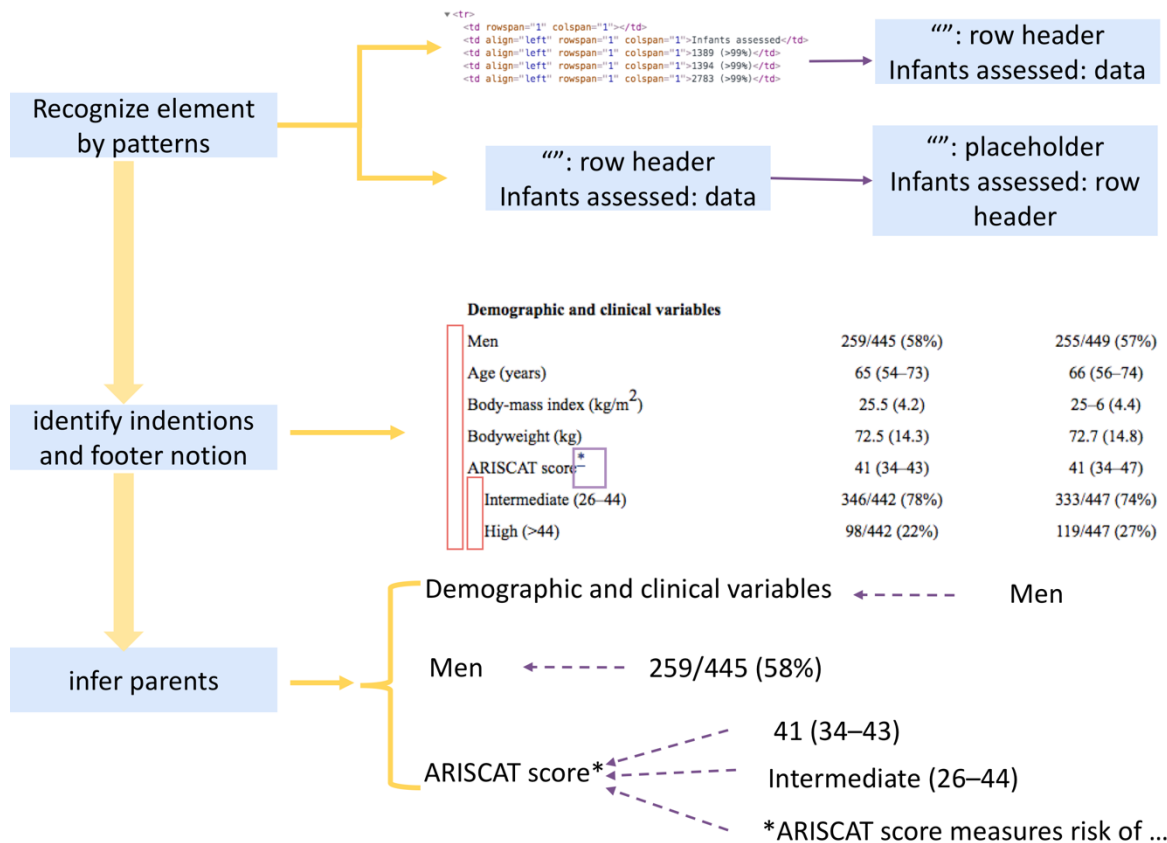 ▼<tr>
<td rowspan="1" colspan="1"></td>
<td align="left" rowspan="1" colspan="1">Infants assessed</td>
<td align="left" rowspan="1" colspan="1">1389 (>99%)</td>
<td align="left" rowspan="1" colspan="1">1394 (>99%)</td>
<td align="left" rowspan="1" colspan="1">2783 (>99%)</td>
“”: row header
Infants assessed: data
Recognize element
by patterns
“”: row header
Infants assessed: data
“”: placeholder
Infants assessed: row
header
Demographic and clinical variables
Men 259/445 (58%) 255/449 (57%)
Age (years) 65 (54–73) 66 (56–74)
Body-mass index (kg/m²) 25.5 (4.2) 25–6 (4.4)
Bodyweight (kg) 72.5 (14.3) 72.7 (14.8)
ARISCAT score* 41 (34–43) 41 (34–47)
Intermediate (26–44) 346/442 (78%) 333/447 (74%)
High (>44) 98/442 (22%) 119/447 (27%)
identify indentions
and footer notion
infer parents
Demographic and clinical variables Men
Men 259/445 (58%)
ARISCAT score*
41 (34–43)
Intermediate (26–44)
*ARISCAT score measures risk of ...